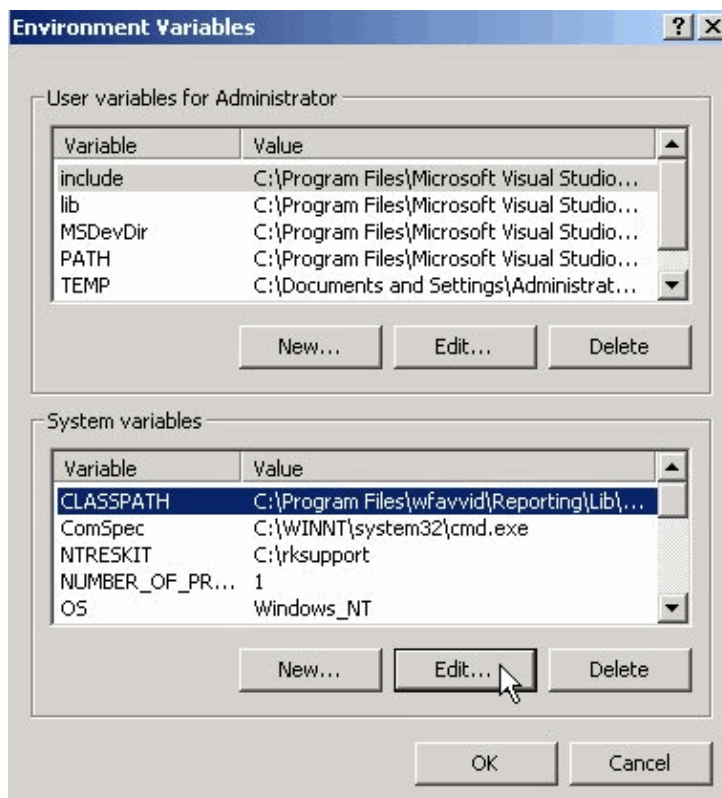 Environment Variables
User variables for Administrator
Variable Value
include C:\Program Files\Microsoft Visual Studio...
lib C:\Program Files\Microsoft Visual Studio...
MSDevDir C:\Program Files\Microsoft Visual Studio...
PATH C:\Program Files\Microsoft Visual Studio...
TEMP C:\Documents and Settings\Administrat...
New... Edit... Delete
System variables
Variable Value
CLASSPATH C:\Program Files\wfavvid\Reporting\Lib\...
ComSpec C:\WINNT\system32\cmd.exe
NTRESKIT C:\rksupport
NUMBER_OF_PR... 1
OS Windows_NT
New... Edit... Delete
OK Cancel